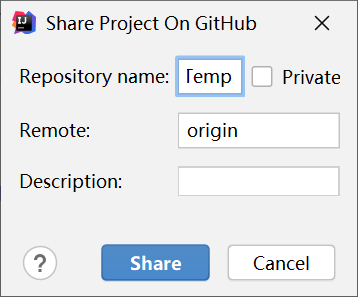 Share Project On GitHub
Repository name: Temp Private
Remote: origin
Description:
? Share Cancel